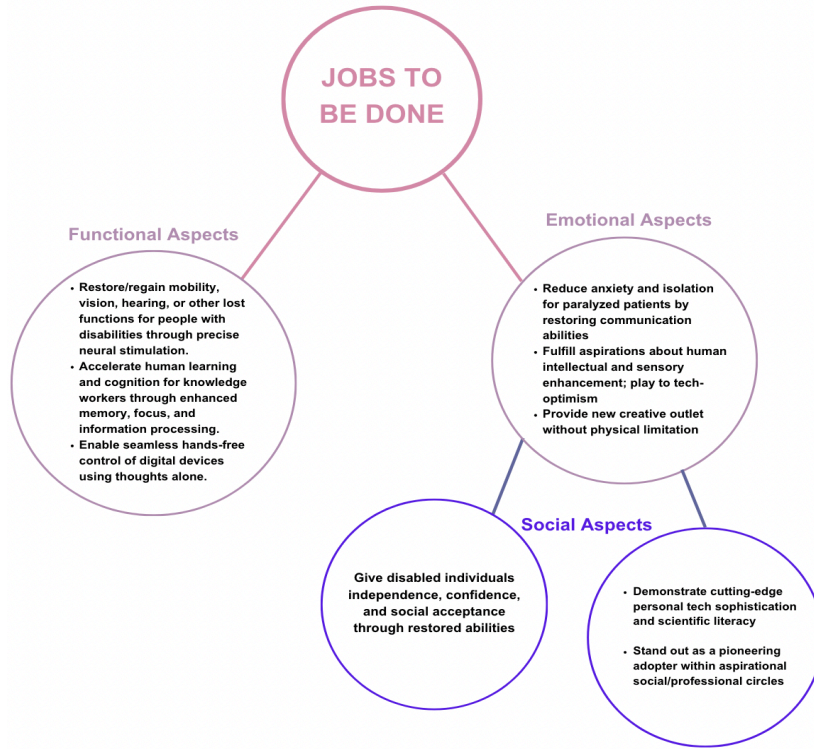 JOBS TO
BE DONE
Functional Aspects
• Restore/regain mobility,
vision, hearing, or other lost
functions for people with
disabilities through precise
neural stimulation.
• Accelerate human learning
and cognition for knowledge
workers through enhanced
memory, focus, and
information processing.
• Enable seamless hands-free
control of digital devices
using thoughts alone.
Emotional Aspects
• Reduce anxiety and isolation
for paralyzed patients by
restoring communication
abilities
• Fulfill aspirations about human
intellectual and sensory
enhancement; play to tech-
optimism
• Provide new creative outlet
without physical limitation
Social Aspects
Give disabled individuals
independence, confidence,
and social acceptance
through restored abilities
• Demonstrate cutting-edge
personal tech sophistication
and scientific literacy
• Stand out as a pioneering
adopter within aspirational
social/professional circles